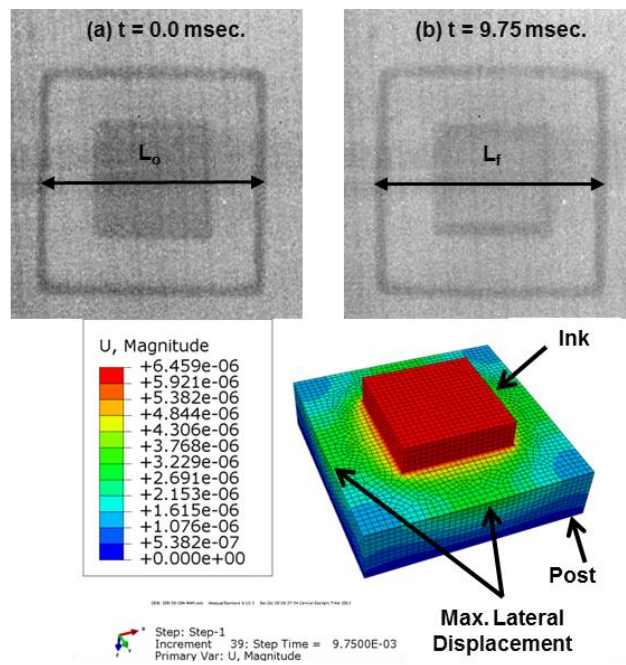 (a) t = 0.0 msec.
(b) t = 9.75 msec.
Lo
Lf
U, Magnitude
+6.459e-06
+5.921e-06
+5.382e-06
+4.844e-06
+4.306e-06
+3.768e-06
+3.229e-06
+2.691e-06
+2.153e-06
+1.615e-06
+1.076e-06
+5.382e-07
+0.000e+00
Ink
Post
Max. Lateral
Displacement
Step: Step-1
Increment 39: Step Time = 9.7500E-03
Primary Var: U, Magnitude